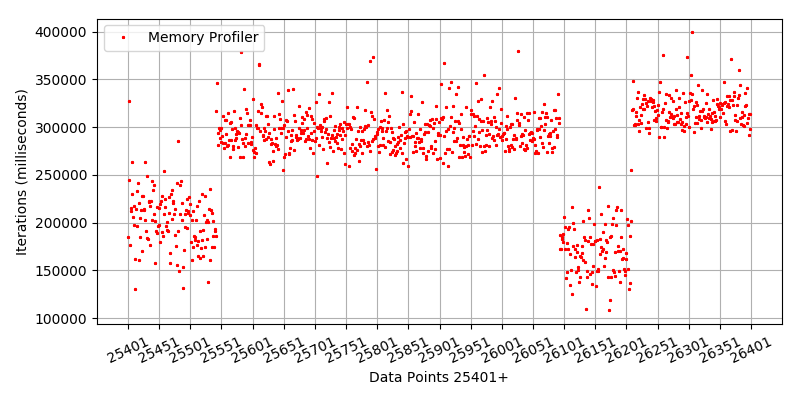 Memory Profiler
400000
350000
300000
250000
200000
150000
100000
Iterations (milliseconds)
25401 25451 25501 25551 25601 25651 25701 25751 25801 25851 25901 25951 26001 26051 26101 26151 26201 26251 26301 26351 26401
Data Points 25401+